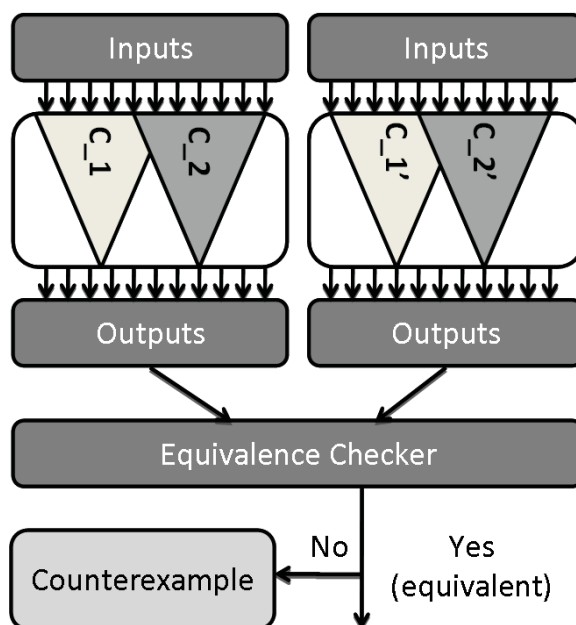 Inputs
Inputs
C_1
C_2
C_1’
C_2’
Outputs
Outputs
Equivalence Checker
No
Yes
(equivalent)
Counterexample